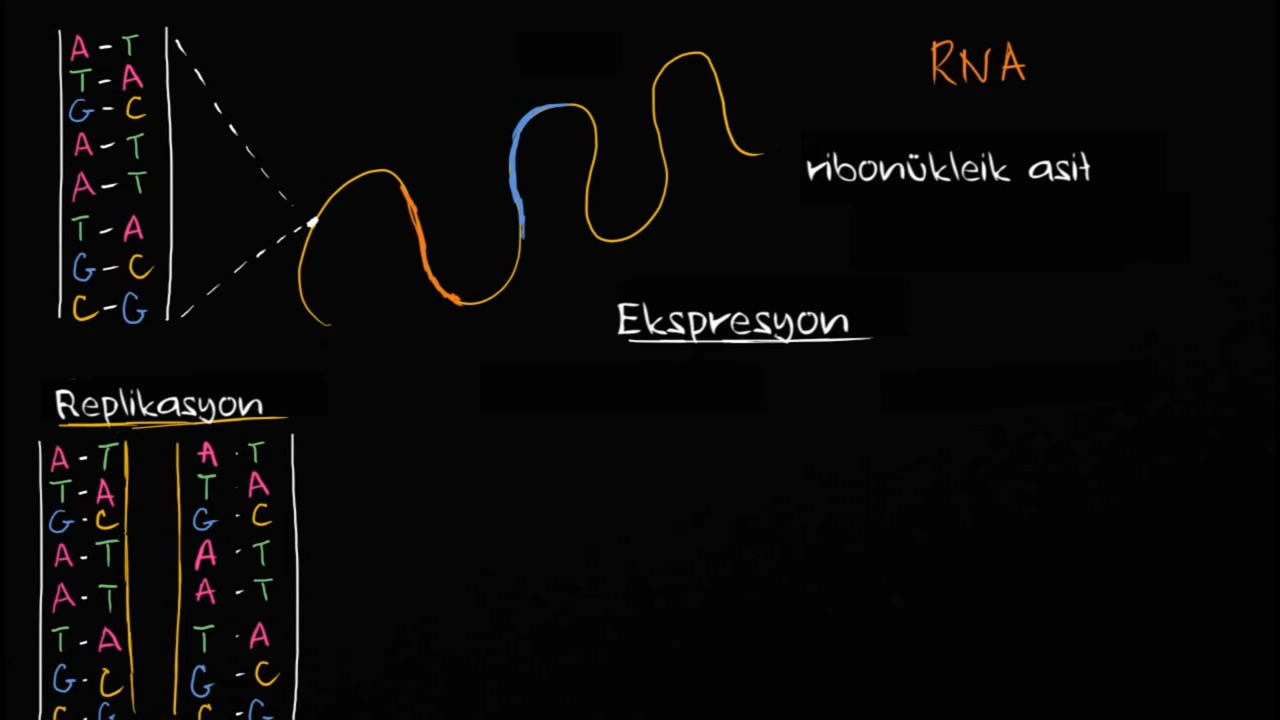 A - T
T - A
G - C
A - T
A - T
T - A
G - C
C - G
RNA
ribonükleik asit
Ekspresyon
Replikasyon
A - T A · T
T - A T · A
G - C G - C
A - T A - T
A - T A - T
T - A T · A
G - C G - C
C - G C - G